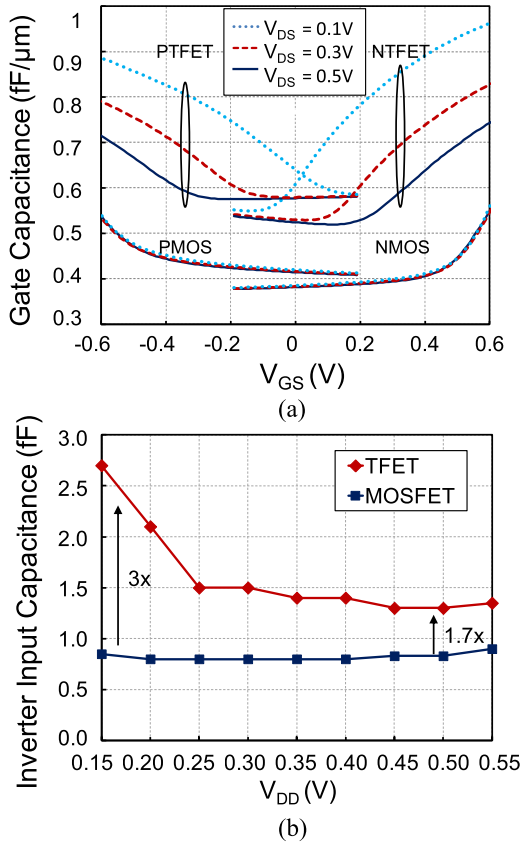 (a)
Gate Capacitance (fF/μm)
1
0.9
0.8
0.7
0.6
0.5
0.4
0.3
PTFET
V_DS = 0.1V
V_DS = 0.3V
V_DS = 0.5V
NTFET
PMOS
NMOS
-0.6 -0.4 -0.2 0 0.2 0.4 0.6
V_GS (V)
(a)
Inverter Input Capacitance (fF)
3.0
2.5
2.0
1.5
1.0
0.5
0.0
TFET
MOSFET
3x
1.7x
0.15 0.20 0.25 0.30 0.35 0.40 0.45 0.50 0.55
V_DD (V)
(b)